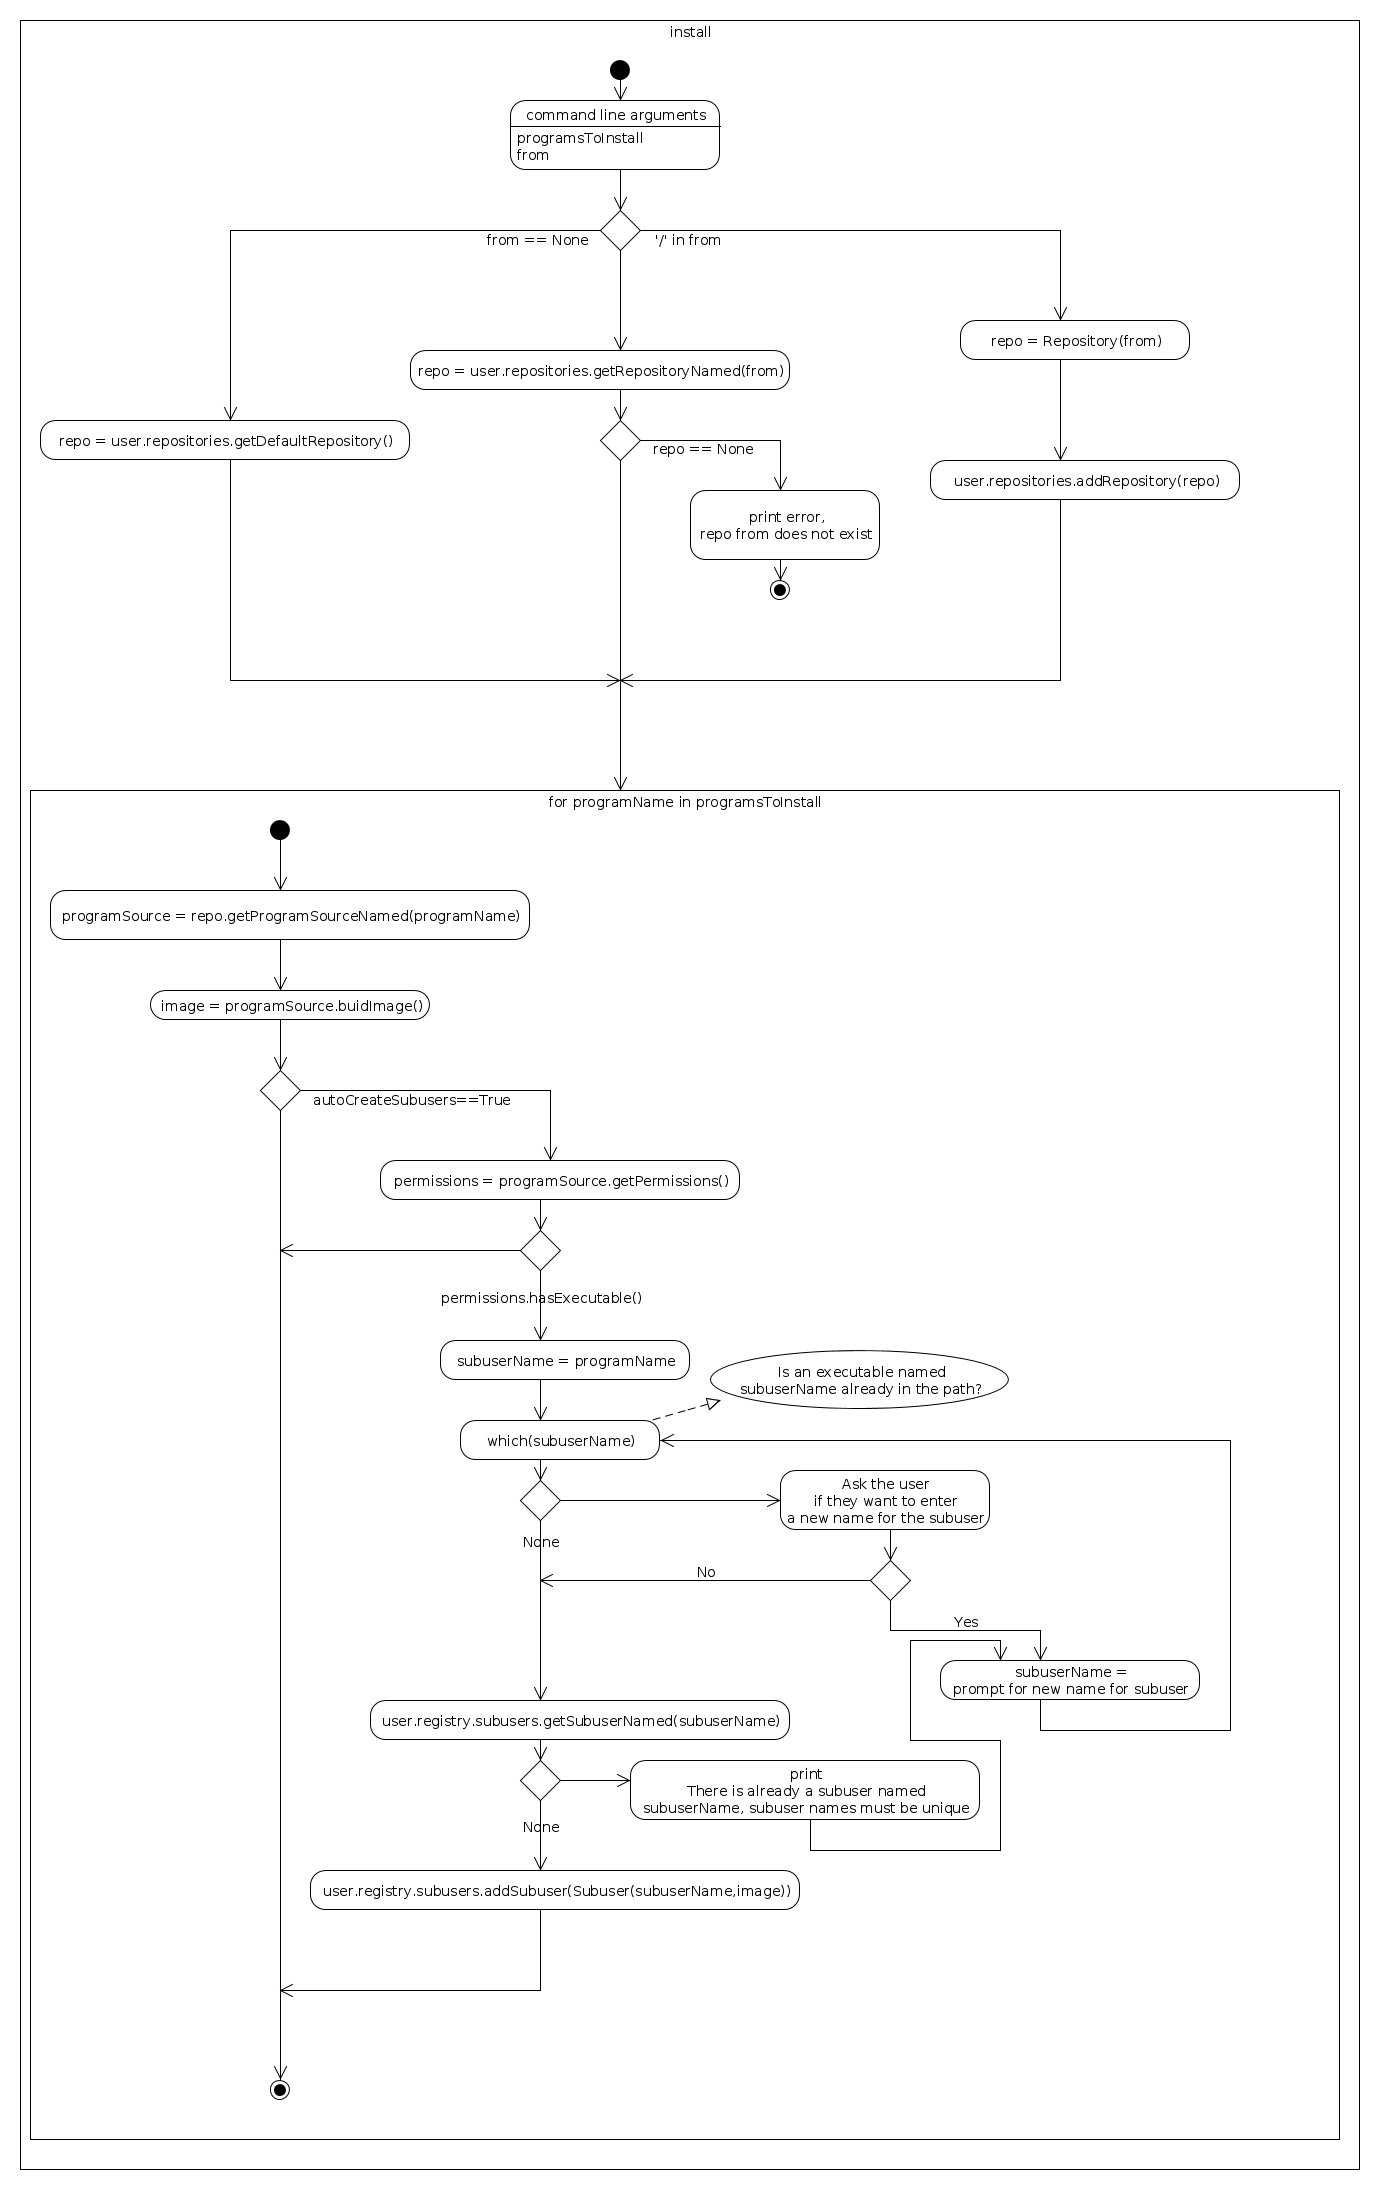 install
command line arguments
programsToInstall
from
from == None
'/' in from
repo = Repository(from)
repo = user.repositories.getRepositoryNamed(from)
repo = user.repositories.getDefaultRepository()
repo == None
user.repositories.addRepository(repo)
print error,
repo from does not exist
for programName in programsToInstall
programSource = repo.getProgramSourceNamed(programName)
image = programSource.buidImage()
autoCreateSubusers==True
permissions = programSource.getPermissions()
permissions.hasExecutable()
subuserName = programName
Is an executable named
subuserName already in the path?
which(subuserName)
Ask the user
if they want to enter
a new name for the subuser
None
No
Yes
subuserName =
prompt for new name for subuser
user.registry.subusers.getSubuserNamed(subuserName)
print
There is already a subuser named
subuserName, subuser names must be unique
None
user.registry.subusers.addSubuser(Subuser(subuserName,image))